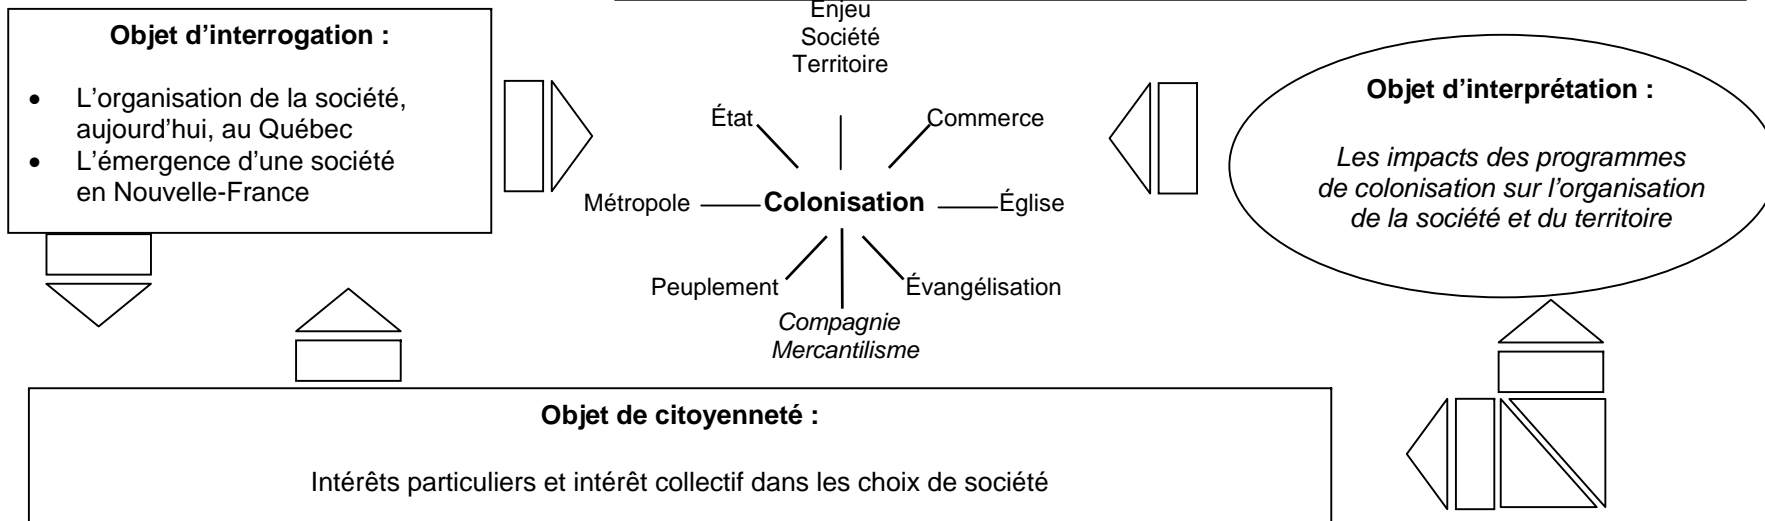 Objet d’interrogation :
• L’organisation de la société,
aujourd’hui, au Québec
• L’émergence d’une société
en Nouvelle-France
Enjeu
Société
Territoire
État
Commerce
Métropole
Colonisation
Église
Peuplement
Évangélisation
Compagnie
Mercantilisme
Objet d’interprétation :
Les impacts des programmes
de colonisation sur l’organisation
de la société et du territoire
Objet de citoyenneté :
Intérêts particuliers et intérêt collectif dans les choix de société